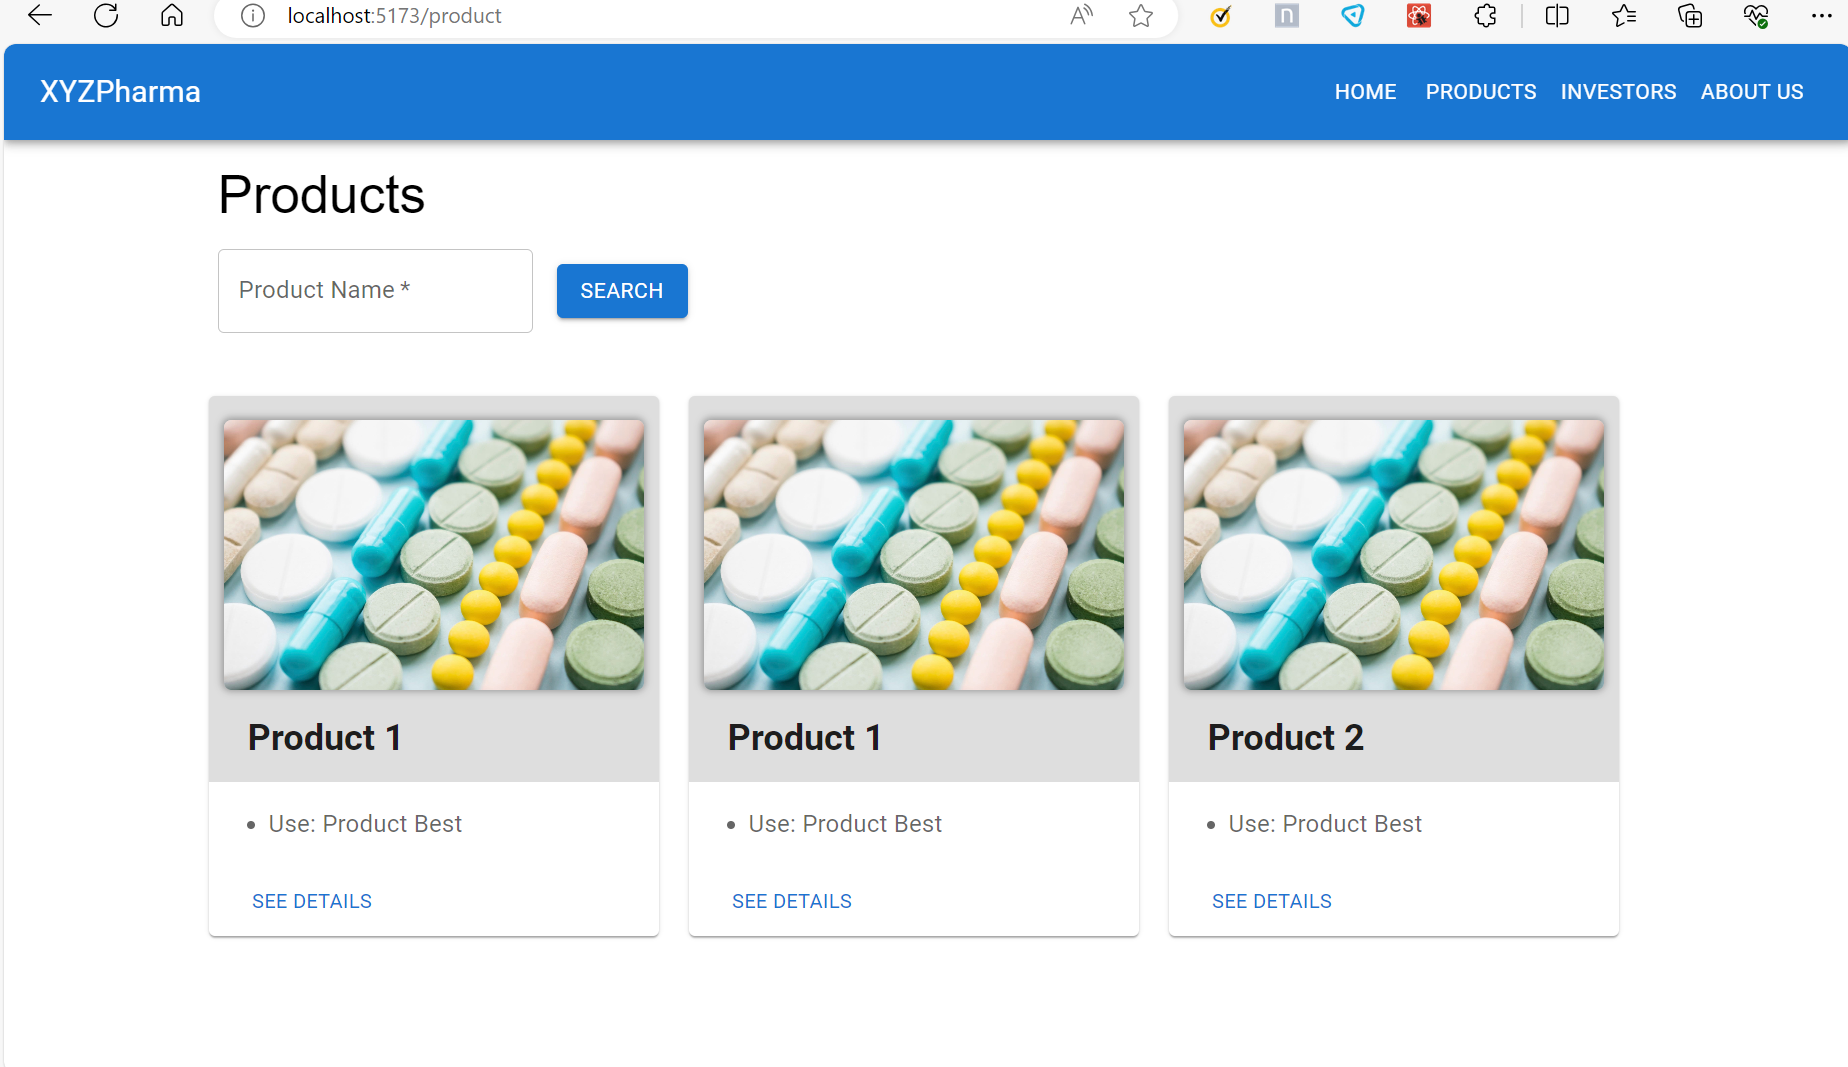 localhost:5173/product
XYZPharma
HOME PRODUCTS INVESTORS ABOUT US
Products
Product Name *
SEARCH
Product 1
Product 1
Product 2
• Use: Product Best
• Use: Product Best
• Use: Product Best
SEE DETAILS
SEE DETAILS
SEE DETAILS